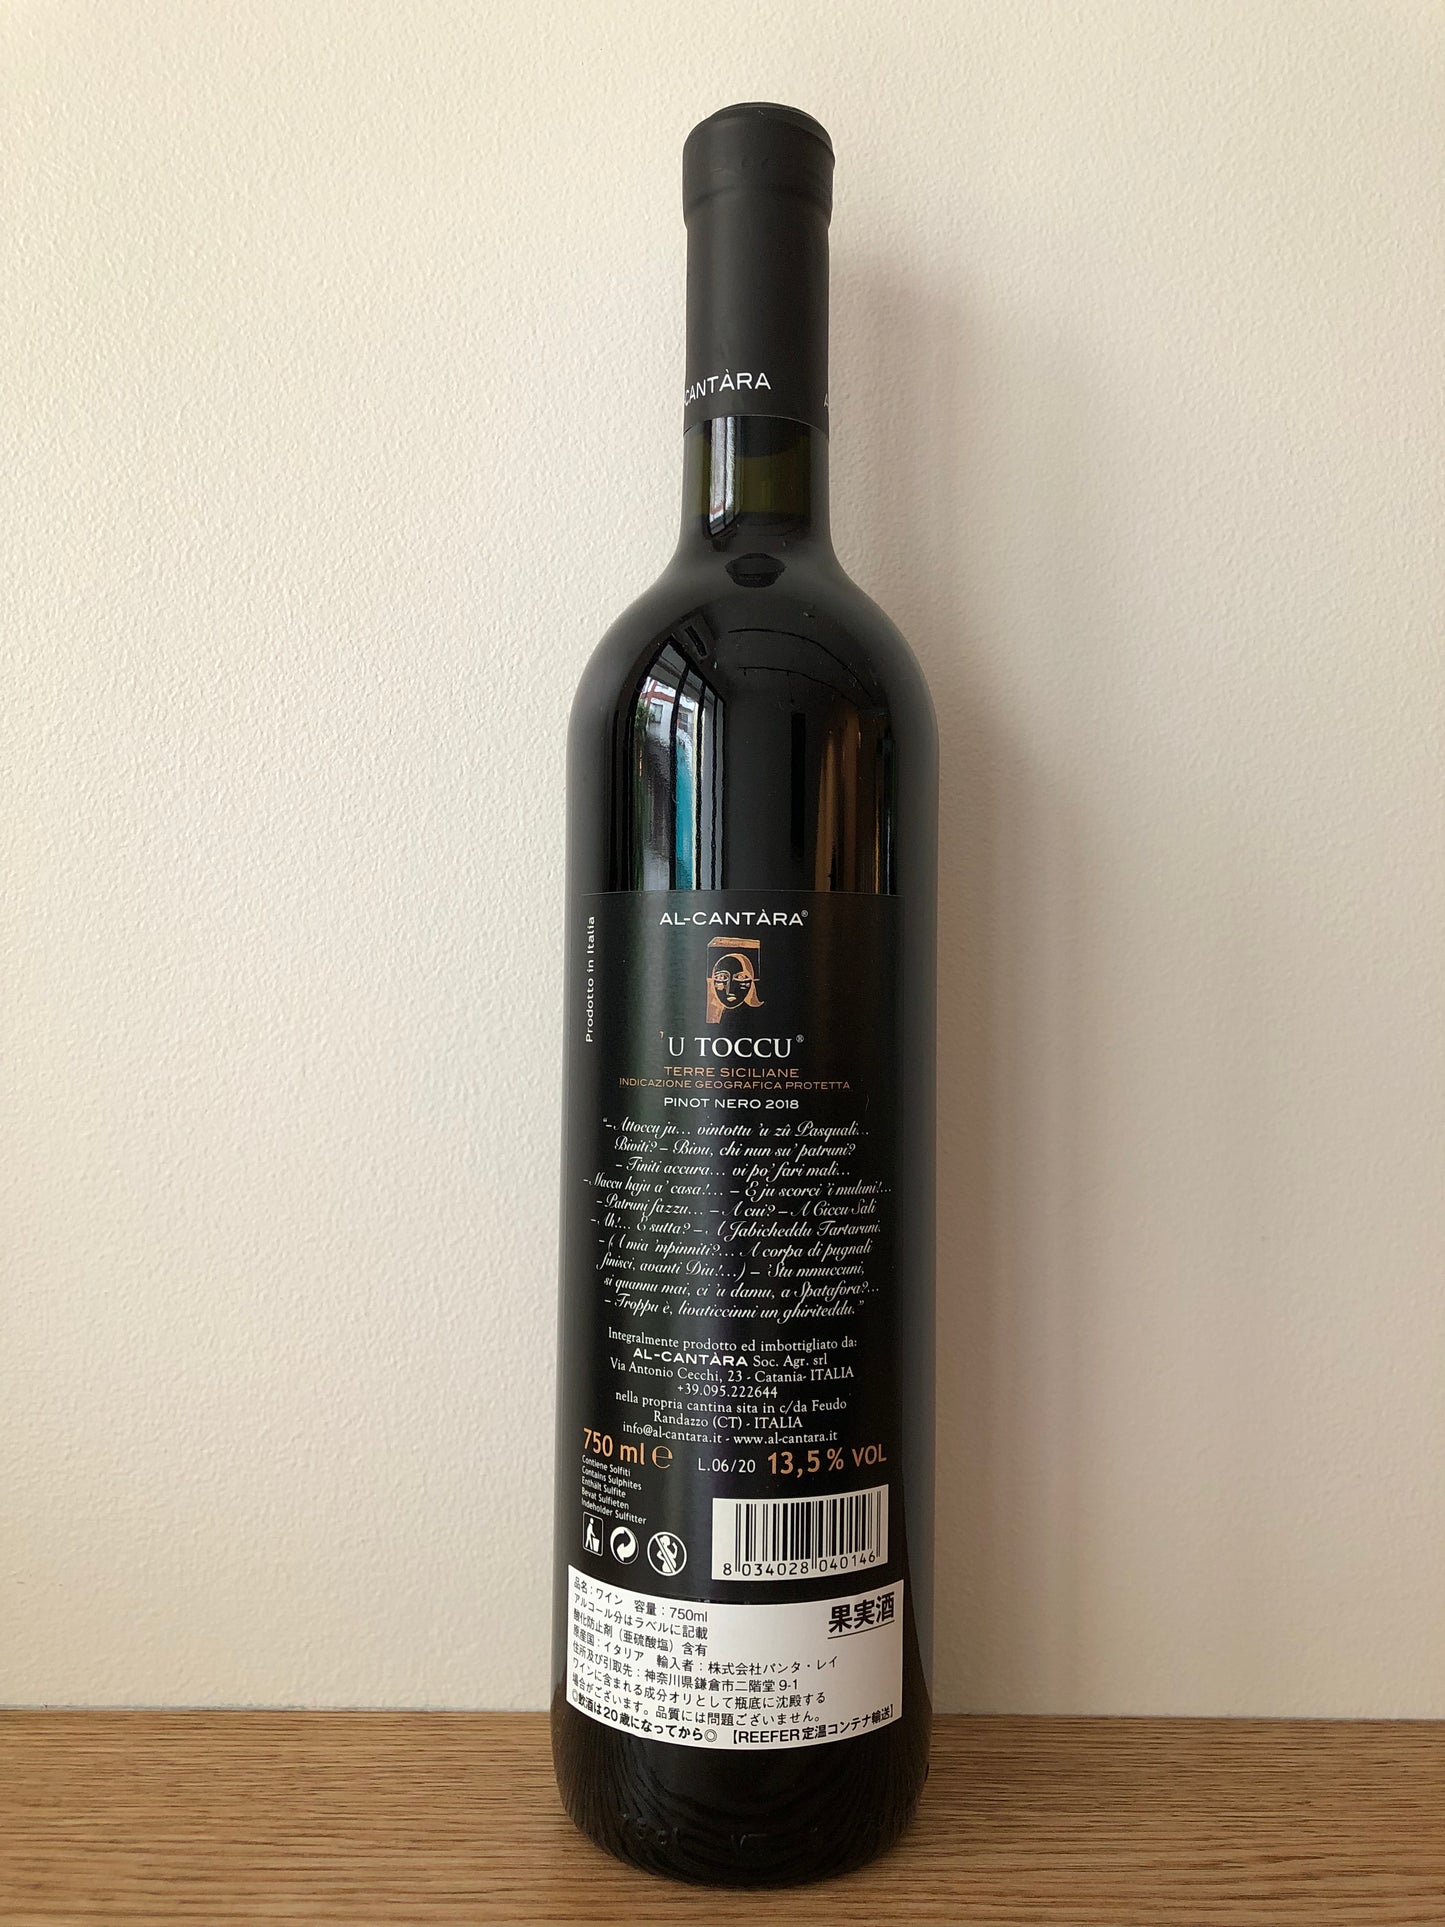 CANTÀRA
AL-CANTÀRA®
Prodotto in Italia
'U TOCCU®
TERRE SICILIANE
INDICAZIONE GEOGRAFICA PROTETTA
PINOT NERO 2018
"– Attoccu ju... vintottu 'u zû Pasquali...
Biviti? – Bivu, chi nun su' patruni?
– Tiniti accura... vi po' fari mali...
– Maccu haju a' casa!... – E ju scorci 'i muluni!...
– Patruni fazzu... – A cui? – A Ciccu Sali
– Ah!... E sutta? – A Jabicheddu Tartaruni.
– (A mia 'mpinniti?... A corpa di pugnali
finisci, avanti Diu!...) – 'Stu mmuccuni,
si quannu mai, ci 'u damu, a Spatafora?...
– Troppu è, livaticcinni un ghiriteddu."
Integralmente prodotto ed imbottigliato da:
AL-CANTÀRA Soc. Agr. srl
Via Antonio Cecchi, 23 - Catania- ITALIA
+39.095.222644
nella propria cantina sita in c/da Feudo
Randazzo (CT) - ITALIA
info@al-cantara.it - www.al-cantara.it
750 ml ℮ L.06/20 13,5% VOL
Contiene Solfiti
Contains Sulphites
Enthält Sulfite
Bevat Sulfieten
Indeholder Sulfitter
8 034028 040146
品名：ワイン 容量：750ml
果実酒
アルコール分はラベルに記載
酸化防止剤（亜硫酸塩）含有
原産国：イタリア 輸入者：株式会社バンタ・レイ
住所及び引取先：神奈川県鎌倉市二階堂9-1
ワインに含まれる成分オリとして瓶底に沈殿する
場合がございます。品質には問題ございません。
◎飲酒は20歳になってから◎ 【REEFER定温コンテナ輸送】